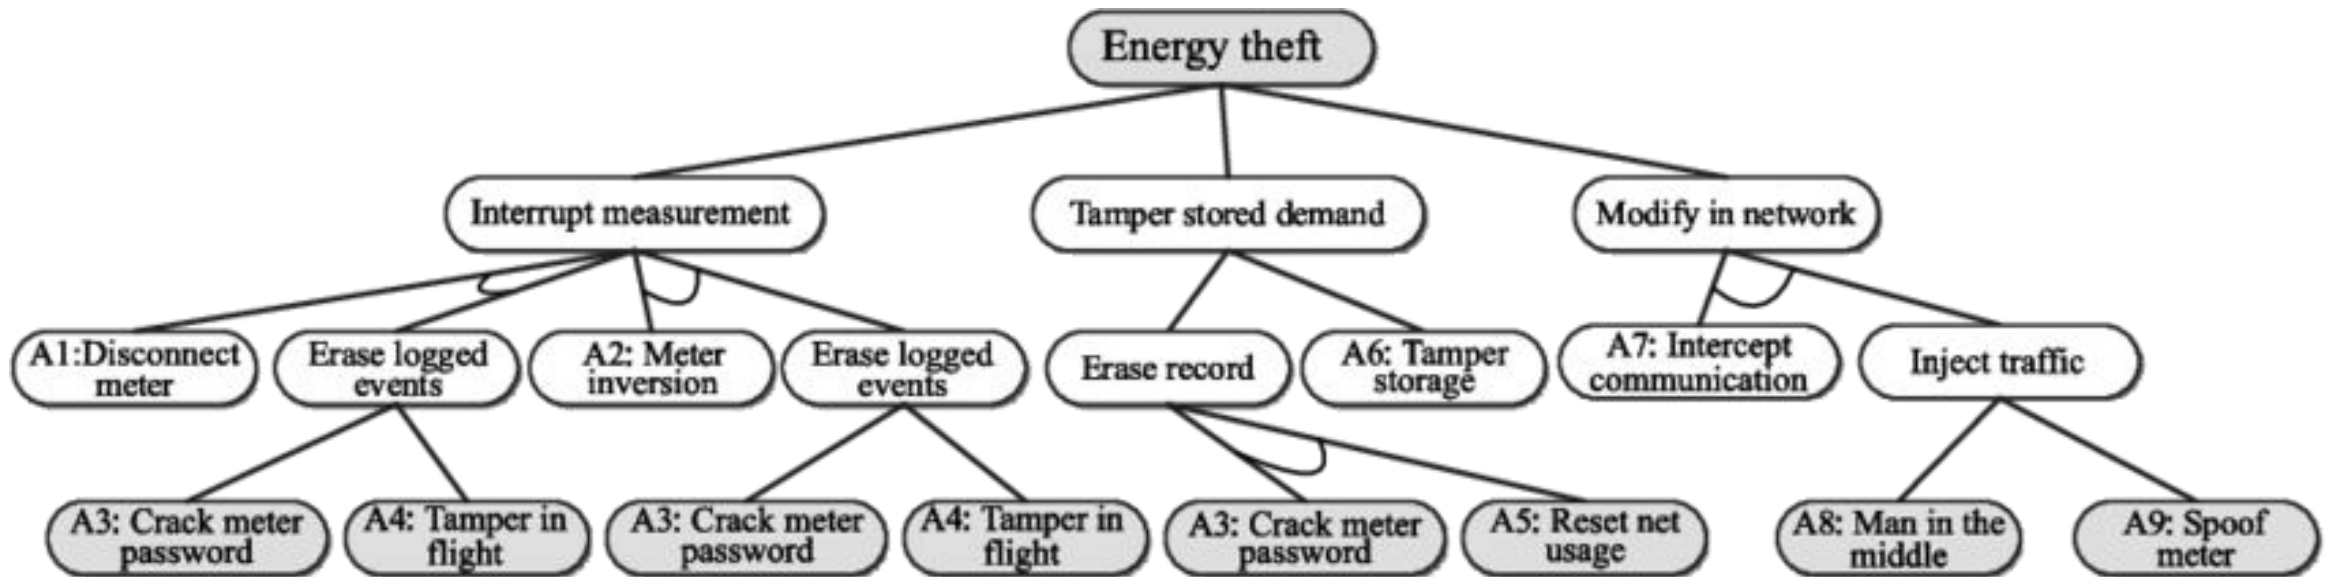 Energy theft
Interrupt measurement
Tamper stored demand
Modify in network
A1:Disconnect
meter
Erase logged
events
A2: Meter
inversion
Erase logged
events
Erase record
A6: Tamper
storage
A7: Intercept
communication
Inject traffic
A3: Crack meter
password
A4: Tamper in
flight
A3: Crack meter
password
A4: Tamper in
flight
A3: Crack meter
password
A5: Reset net
usage
A8: Man in the
middle
A9: Spoof
meter